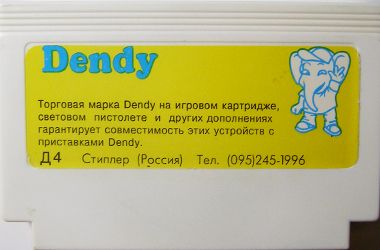 Dendy
Торговая марка Dendy на игровом картридже,
световом пистолете и других дополнениях
гарантирует совместимость этих устройств с
приставками Dendy.
Д4 Стиплер (Россия) Тел. (095)245-1996